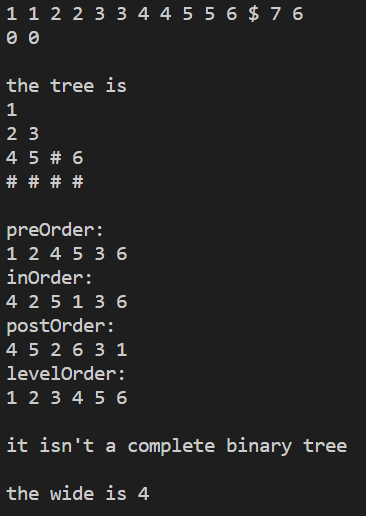 1 1 2 2 3 3 4 4 5 5 6 $ 7 6
0 0
the tree is
1
2 3
4 5 # 6
# # # #
preOrder:
1 2 4 5 3 6
inOrder:
4 2 5 1 3 6
postOrder:
4 5 2 6 3 1
levelOrder:
1 2 3 4 5 6
it isn't a complete binary tree
the wide is 4